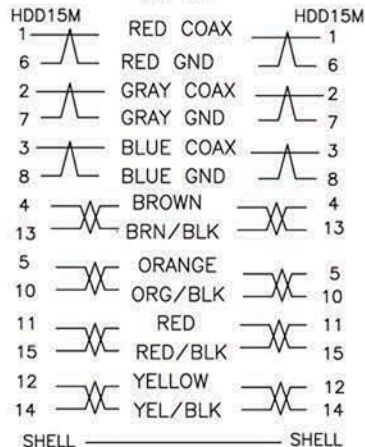 HDD15M HDD15M
1 RED COAX 1
6 RED GND 6
2 GRAY COAX 2
7 GRAY GND 7
3 BLUE COAX 3
8 BLUE GND 8
4 BROWN 4
13 BRN/BLK 13
5 ORANGE 5
10 ORG/BLK 10
11 RED 11
15 RED/BLK 15
12 YELLOW 12
14 YEL/BLK 14
SHELL SHELL